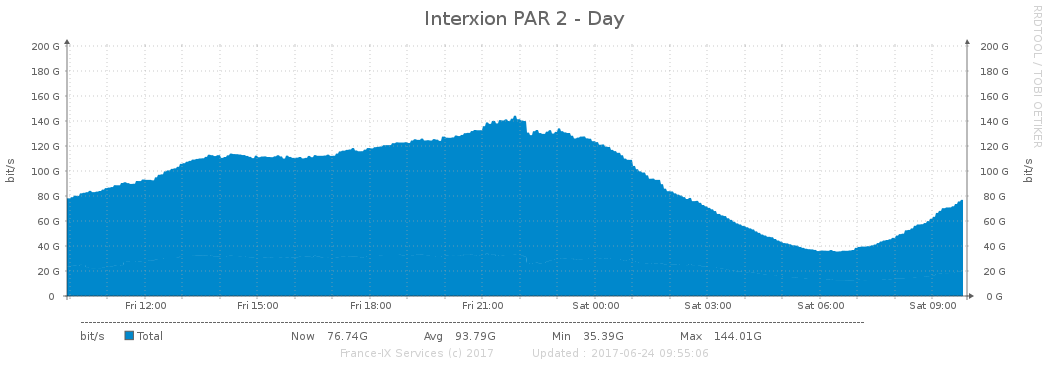 Interxion PAR 2 - Day
RRDTOOL / TOBI OETIKER
bit/s
200 G 200 G
180 G 180 G
160 G 160 G
140 G 140 G
120 G 120 G
100 G 100 G
80 G 80 G
60 G 60 G
40 G 40 G
20 G 20 G
0 0 G
bit/s
Fri 12:00 Fri 15:00 Fri 18:00 Fri 21:00 Sat 00:00 Sat 03:00 Sat 06:00 Sat 09:00
bit/s Total Now 76.74G Avg 93.79G Min 35.39G Max 144.01G
France-IX Services (c) 2017 Updated : 2017-06-24 09:55:06